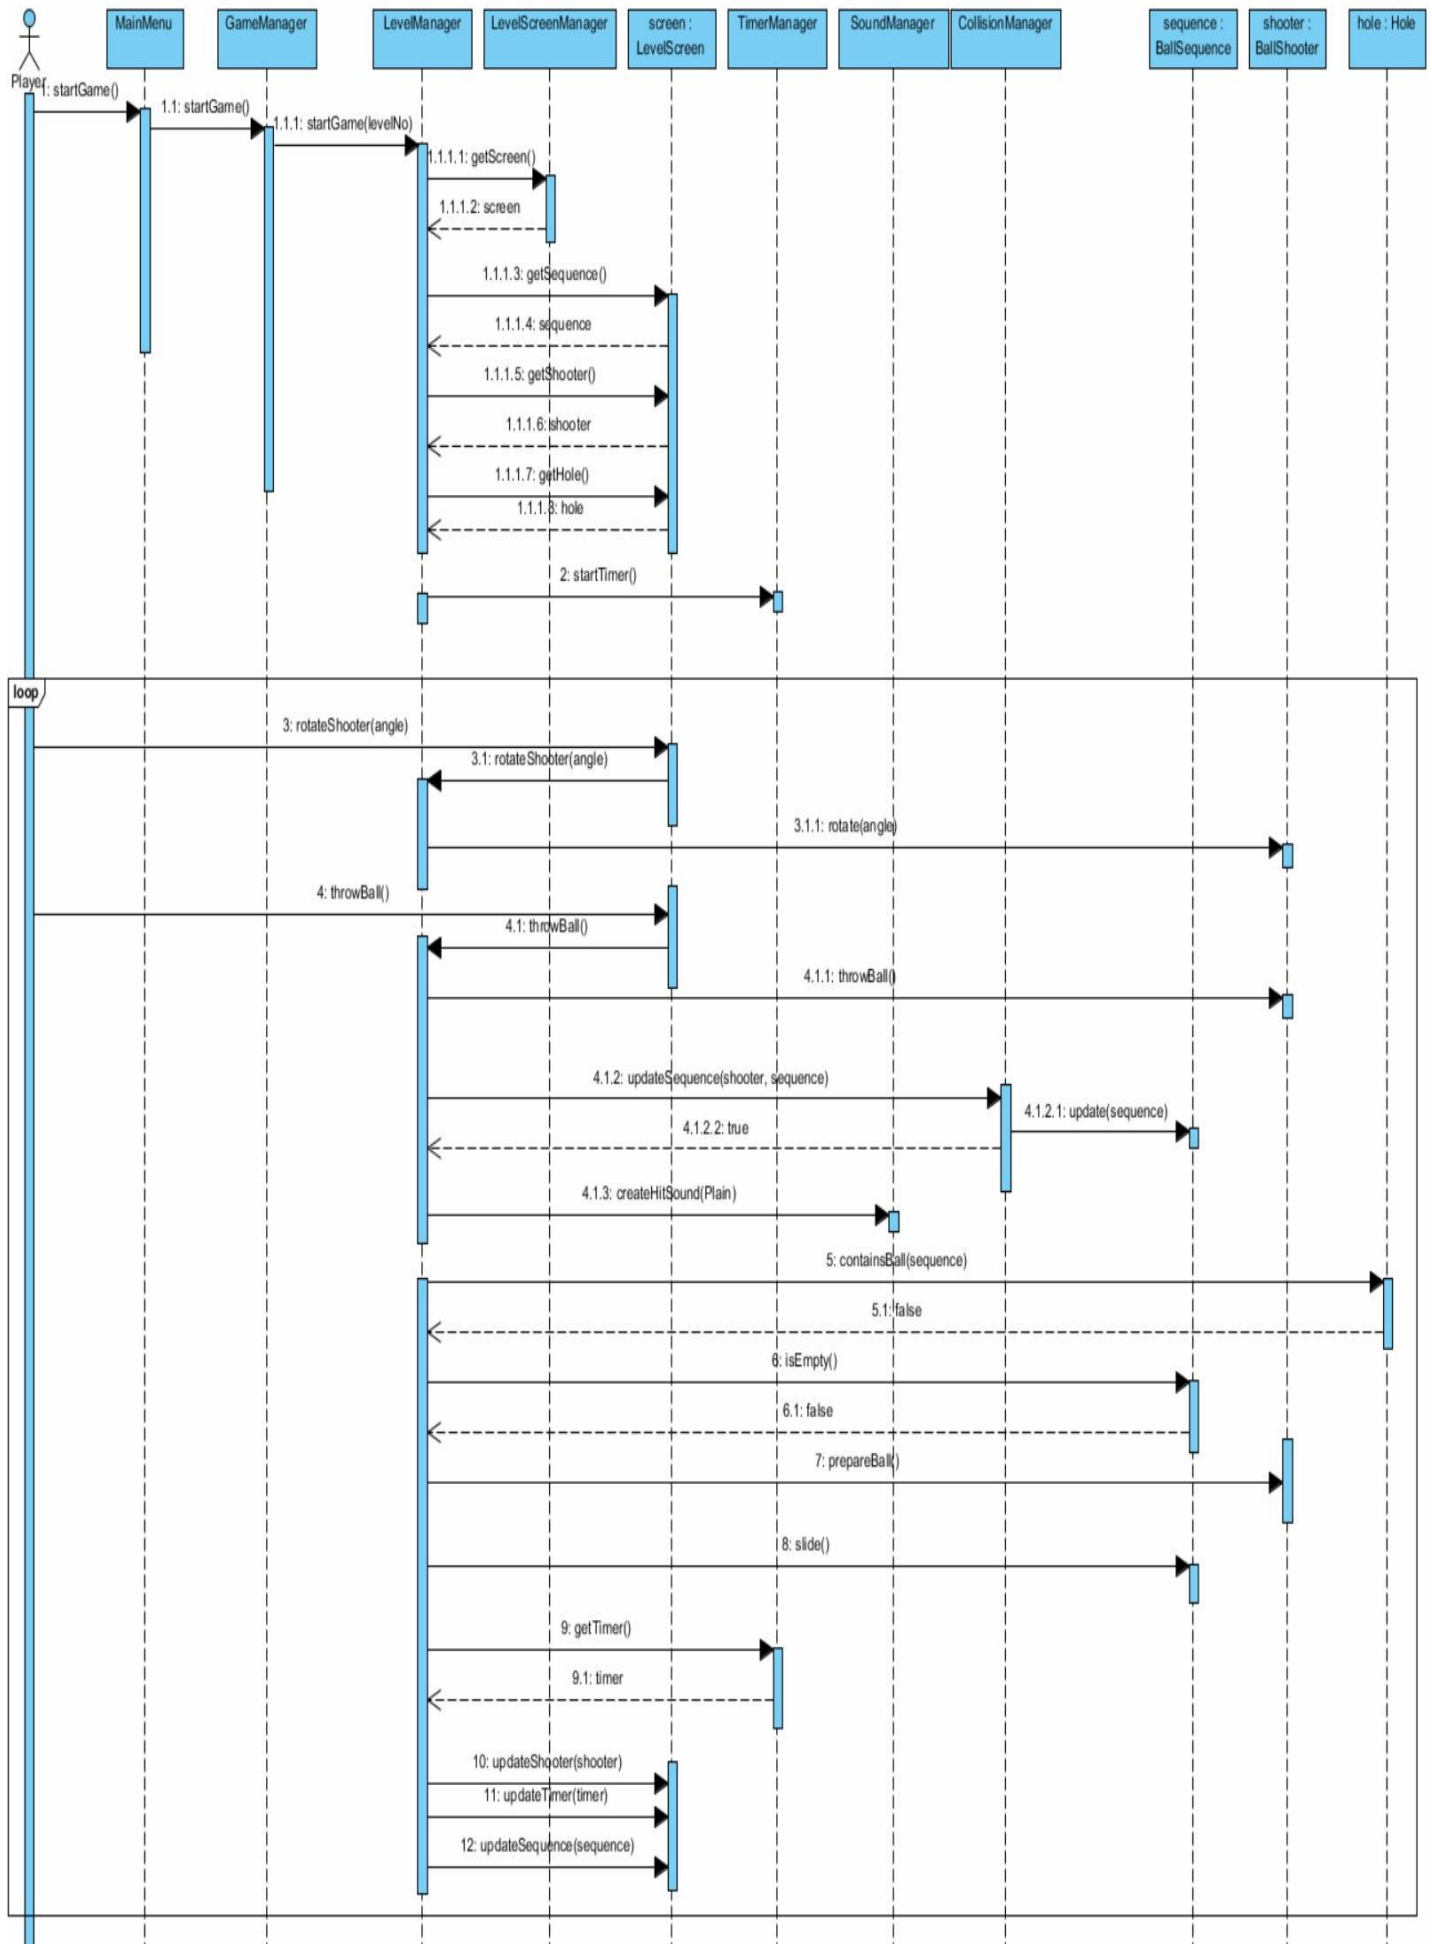 MainMenu
GameManager
LevelManager
LevelScreenManager
screen :
LevelScreen
TimerManager
SoundManager
CollisionManager
sequence :
BallSequence
shooter :
BallShooter
hole : Hole
Player
1: startGame()
1.1: startGame()
1.1.1: startGame(levelNo)
1.1.1.1: getScreen()
1.1.1.2: screen
1.1.1.3: getSequence()
1.1.1.4: sequence
1.1.1.5: getShooter()
1.1.1.6: shooter
1.1.1.7: getHole()
1.1.1.8: hole
2: startTimer()
loop
3: rotateShooter(angle)
3.1: rotateShooter(angle)
3.1.1: rotate(angle)
4: throwBall()
4.1: throwBall()
4.1.1: throwBall()
4.1.2: updateSequence(shooter, sequence)
4.1.2.1: update(sequence)
4.1.2.2: true
4.1.3: createHitSound(Plain)
5: containsBall(sequence)
5.1: false
6: isEmpty()
6.1: false
7: prepareBall()
8: slide()
9: getTimer()
9.1: timer
10: updateShooter(shooter)
11: updateTimer(timer)
12: updateSequence(sequence)